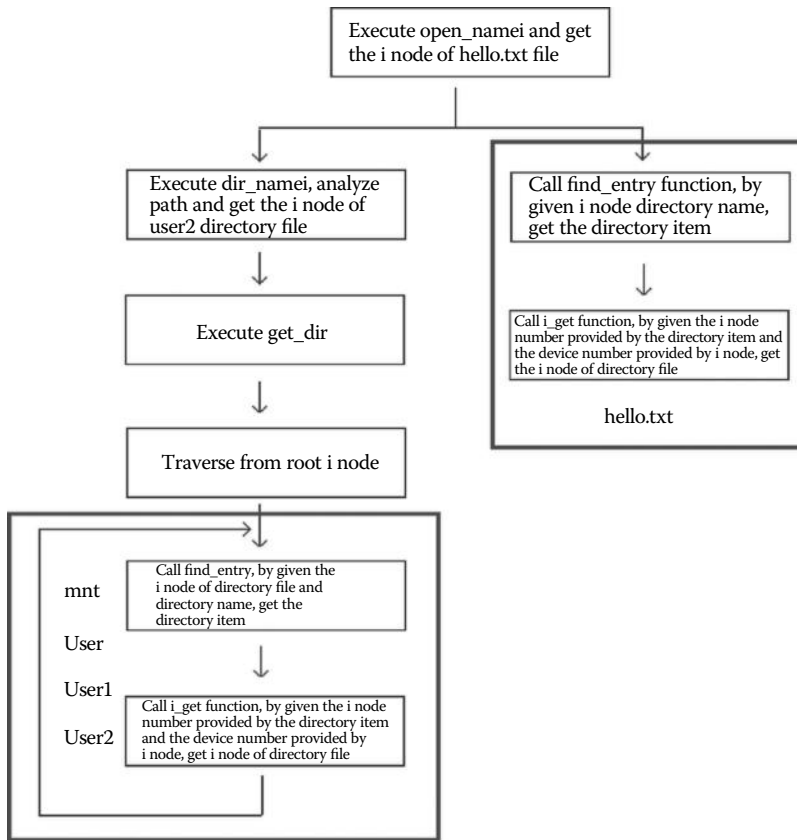 Execute open_namei and get
the i node of hello.txt file
Execute dir_namei, analyze
path and get the i node of
user2 directory file
Execute get_dir
Traverse from root i node
mnt
User
User1
User2
Call find_entry, by given the
i node of directory file and
directory name, get the
directory item
Call i_get function, by given the i node
number provided by the directory item
and the device number provided by
i node, get i node of directory file
Call find_entry function, by
given i node directory name,
get the directory item
Call i_get function, by given the i node
number provided by the directory item and
the device number provided by i node, get
the i node of directory file
hello.txt